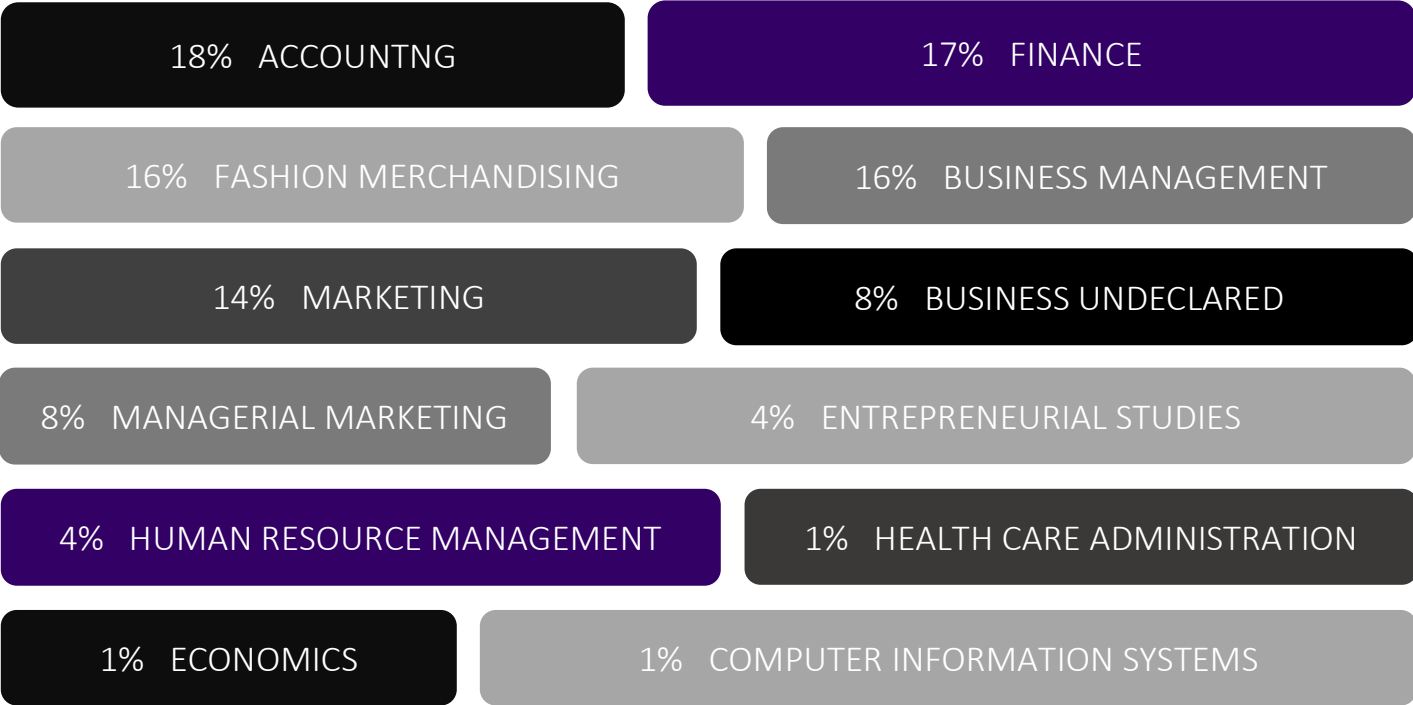 18% ACCOUNTNG
17% FINANCE
16% FASHION MERCHANDISING
16% BUSINESS MANAGEMENT
14% MARKETING
8% BUSINESS UNDECLARED
8% MANAGERIAL MARKETING
4% ENTREPRENEURIAL STUDIES
4% HUMAN RESOURCE MANAGEMENT
1% HEALTH CARE ADMINISTRATION
1% ECONOMICS
1% COMPUTER INFORMATION SYSTEMS